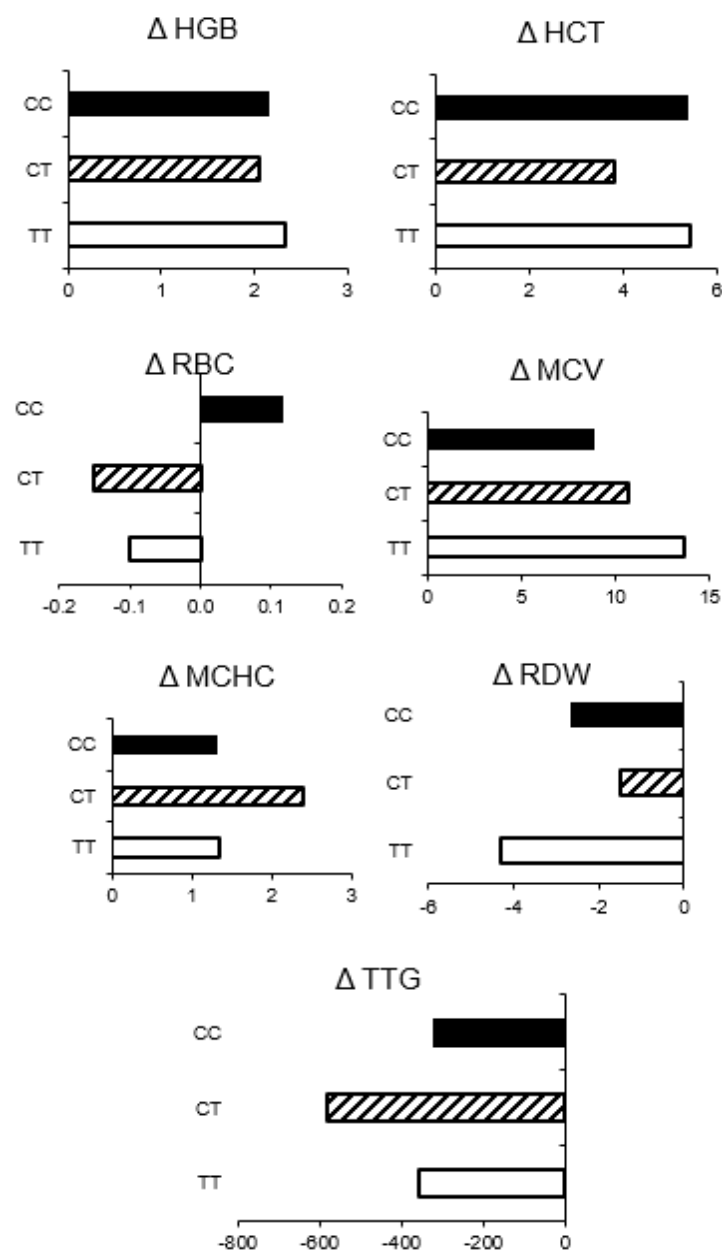 Δ HGB
CC
CT
TT
0 1 2 3
Δ HCT
CC
CT
TT
0 2 4 6
Δ RBC
CC
CT
TT
-0.2 -0.1 0.0 0.1 0.2
Δ MCV
CC
CT
TT
0 5 10 15
Δ MCHC
CC
CT
TT
0 1 2 3
Δ RDW
CC
CT
TT
-6 -4 -2 0
Δ TTG
CC
CT
TT
-800 -600 -400 -200 0